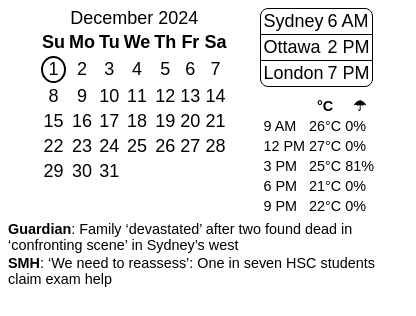 December 2024
Su Mo Tu We Th Fr Sa
1 2 3 4 5 6 7
8 9 10 11 12 13 14
15 16 17 18 19 20 21
22 23 24 25 26 27 28
29 30 31
Sydney 6 AM
Ottawa 2 PM
London 7 PM
°C ☂
9 AM 26°C 0%
12 PM 27°C 0%
3 PM 25°C 81%
6 PM 21°C 0%
9 PM 22°C 0%
Guardian: Family ‘devastated’ after two found dead in
‘confronting scene’ in Sydney’s west
SMH: ‘We need to reassess’: One in seven HSC students
claim exam help